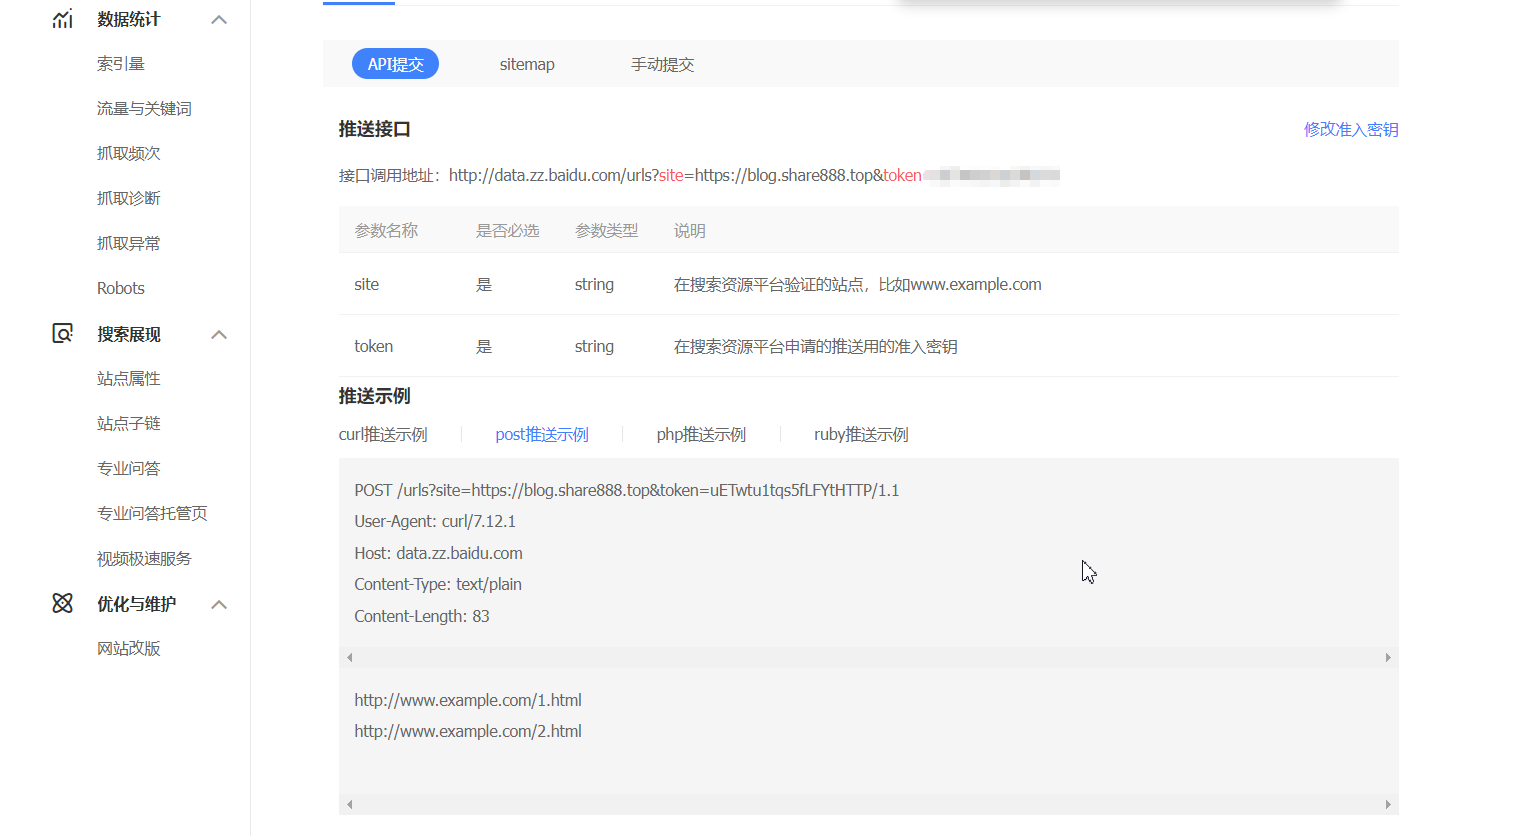 数据统计
索引量
流量与关键词
抓取频次
抓取诊断
抓取异常
Robots
搜索展现
站点属性
站点子链
专业问答
专业问答托管页
视频极速服务
优化与维护
网站改版
API提交 sitemap 手动提交
推送接口 修改准入密钥
接口调用地址：http://data.zz.baidu.com/urls?site=https://blog.share888.top&token
参数名称 是否必选 参数类型 说明
site 是 string 在搜索资源平台验证的站点，比如www.example.com
token 是 string 在搜索资源平台申请的推送用的准入密钥
推送示例
curl推送示例 post推送示例 php推送示例 ruby推送示例
POST /urls?site=https://blog.share888.top&token=uETwtu1tqs5fLFYtHTTP/1.1
User-Agent: curl/7.12.1
Host: data.zz.baidu.com
Content-Type: text/plain
Content-Length: 83
http://www.example.com/1.html
http://www.example.com/2.html